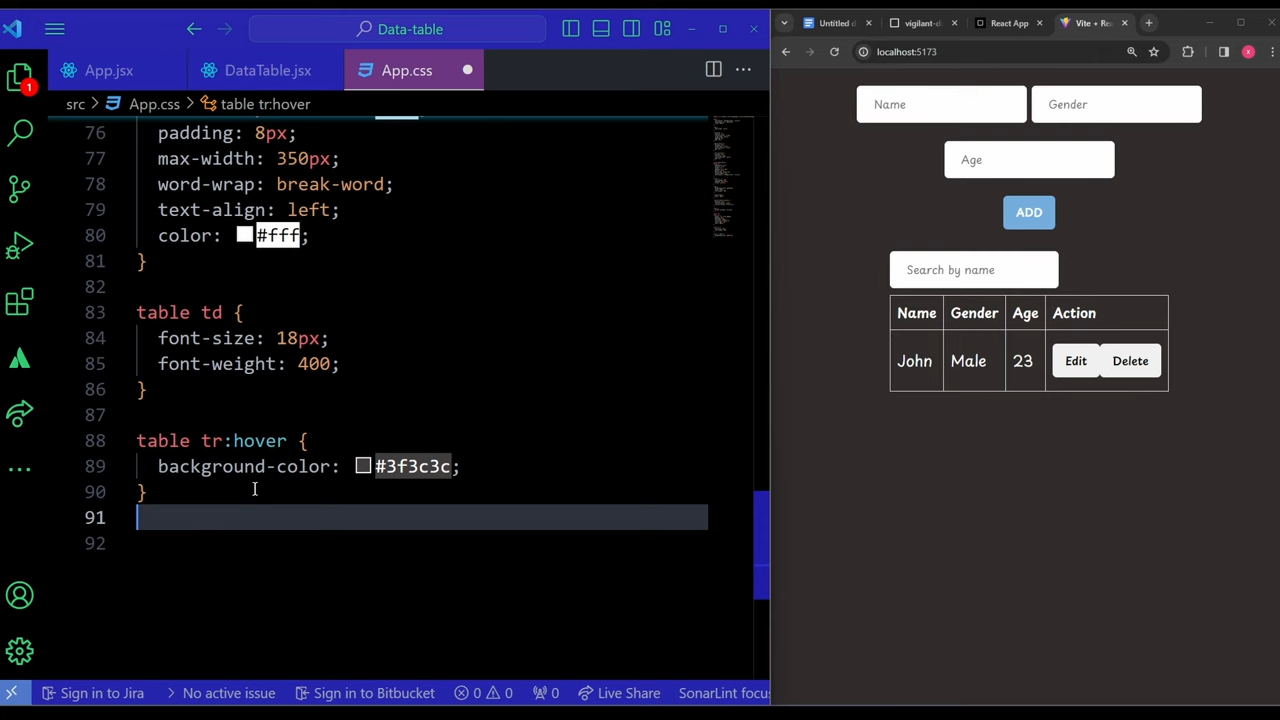 Data-table
1
App.jsx
DataTable.jsx
App.css
src > App.css > table tr:hover
76 padding: 8px;
77 max-width: 350px;
78 word-wrap: break-word;
79 text-align: left;
80 color: #fff;
81 }
82
83 table td {
84 font-size: 18px;
85 font-weight: 400;
86 }
87
88 table tr:hover {
89 background-color: #3f3c3c;
90 }
91
92
Sign in to Jira
No active issue
Sign in to Bitbucket
0 0
0
Live Share
SonarLint focu
Untitled d
vigilant-d
React App
Vite + Re
localhost:5173
Name
Gender
Age
ADD
Search by name
Name Gender Age Action
John Male 23 Edit Delete